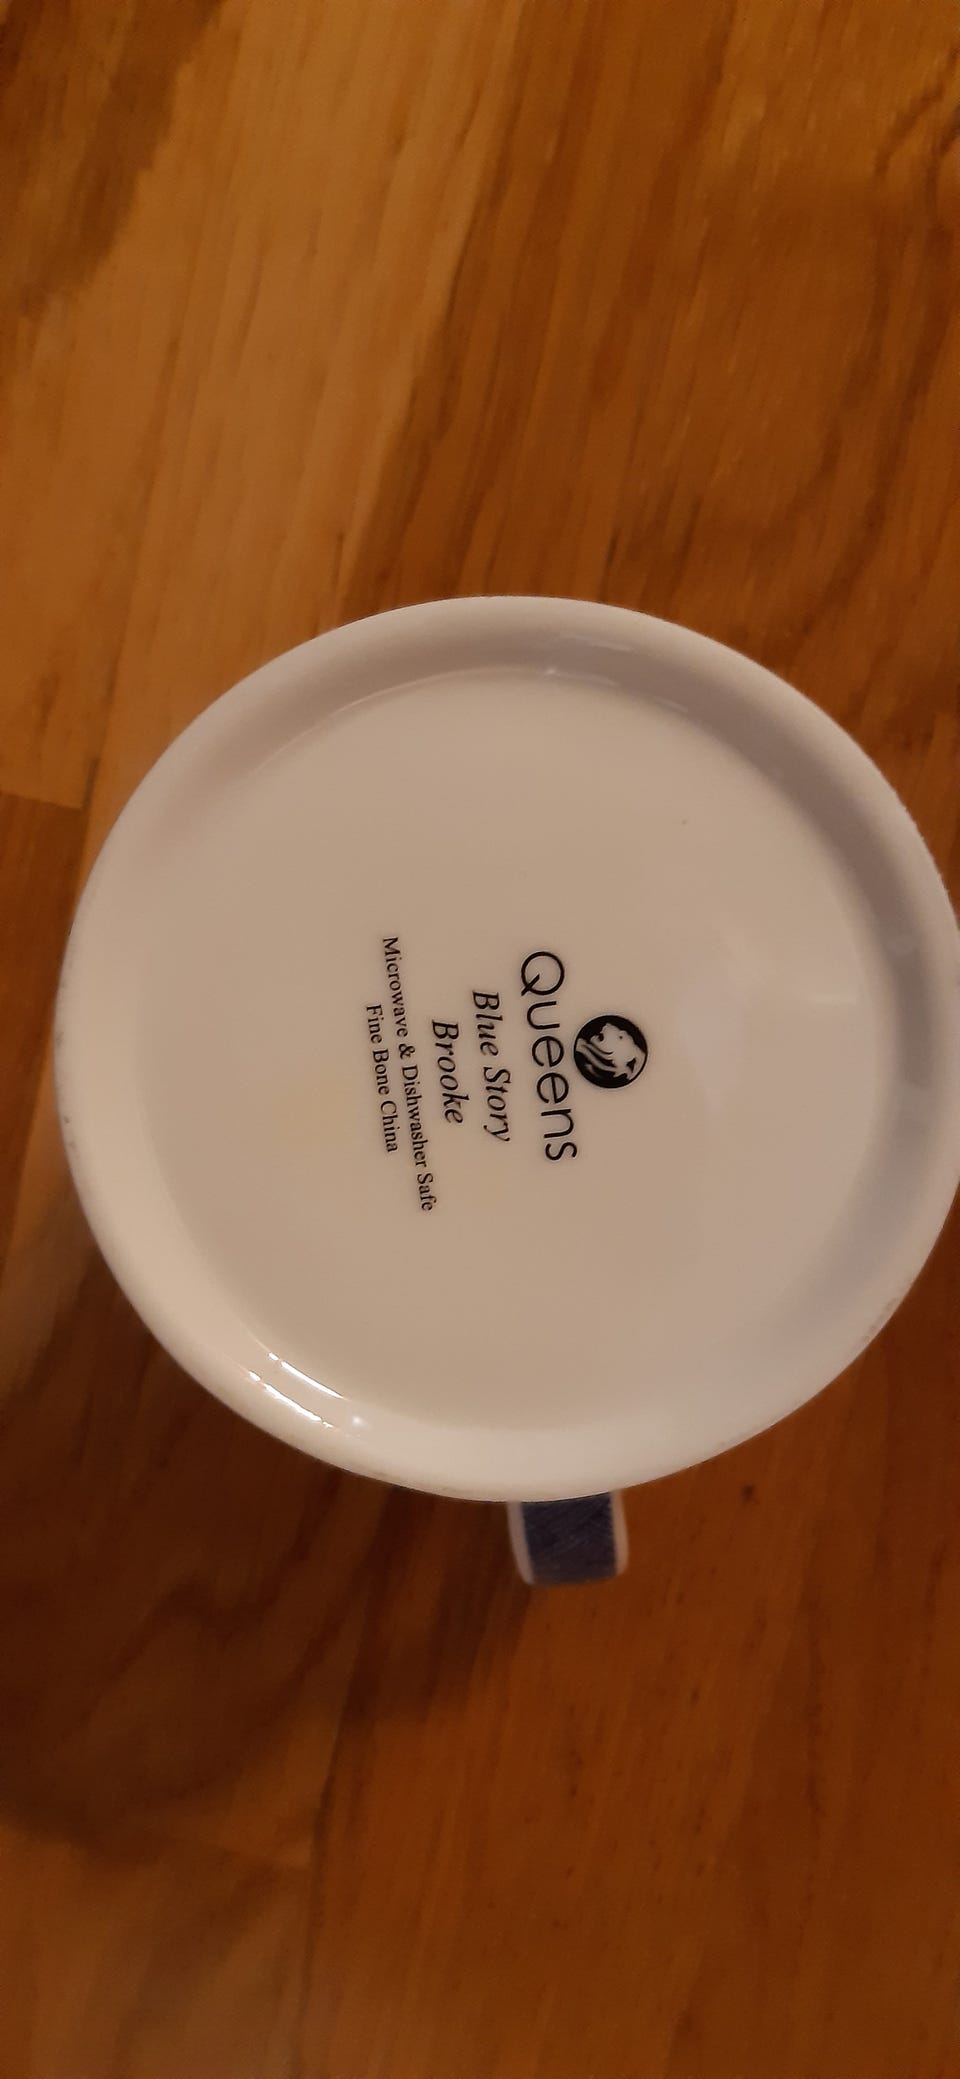 Queens
Blue Story
Brooke
Microwave & Dishwasher Safe
Fine Bone China